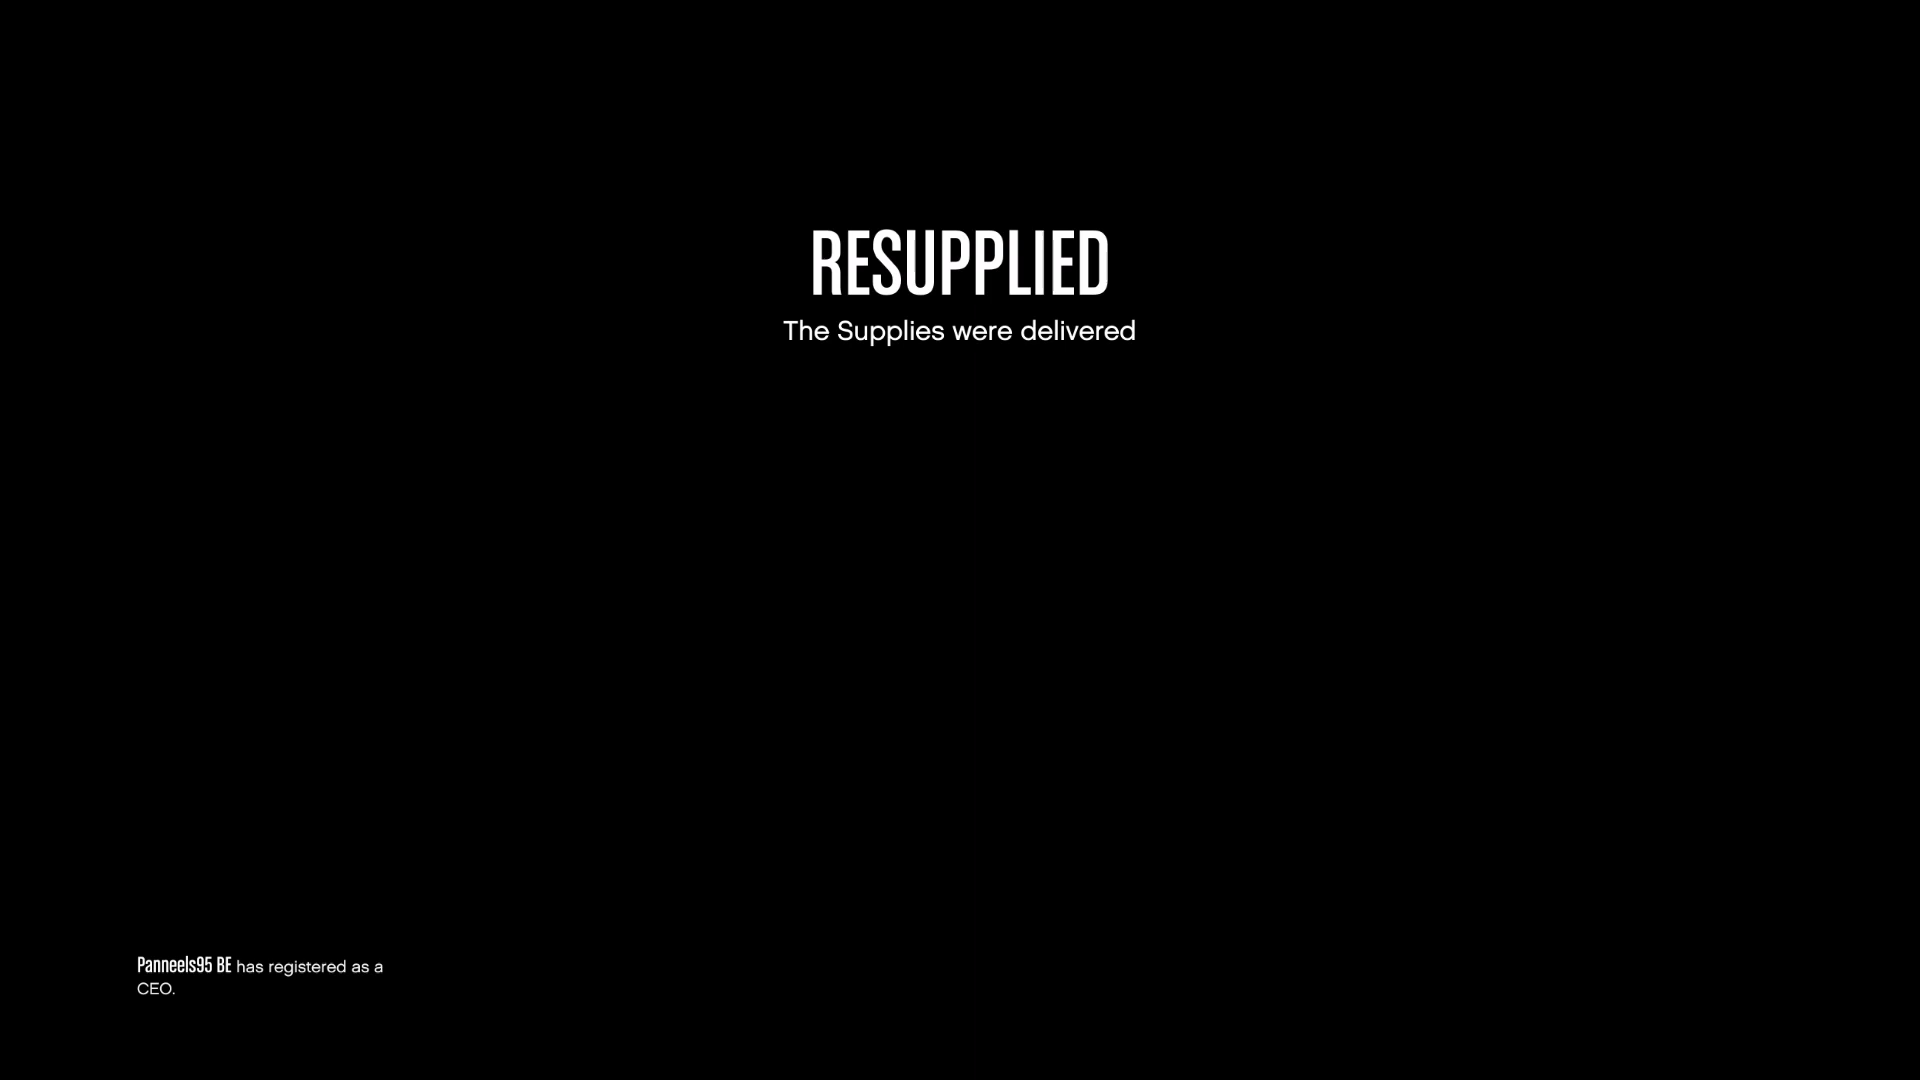 RESUPPLIED
The Supplies were delivered
Panneels95 BE has registered as a
CEO.